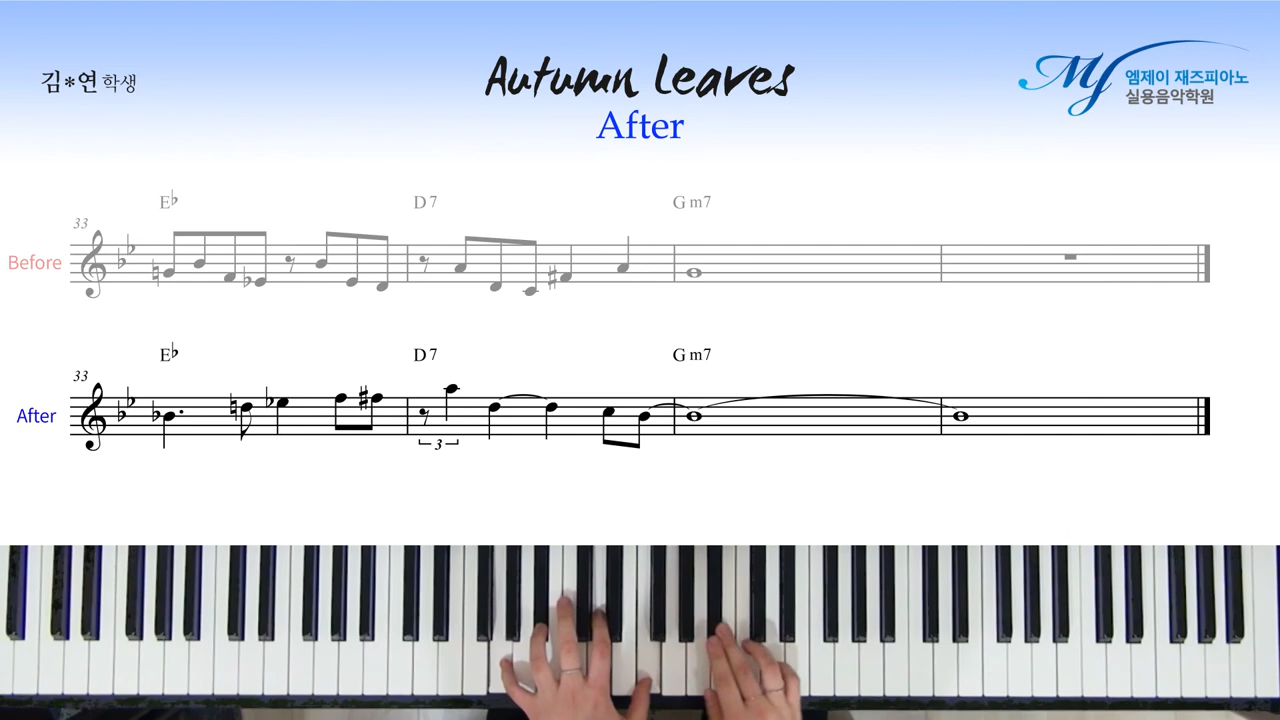 김*연 학생
Autumn Leaves
After
엠제이 재즈피아노
실용음악학원
MJ
E♭
D7
Gm7
33
Before
E♭
D7
Gm7
33
After
3